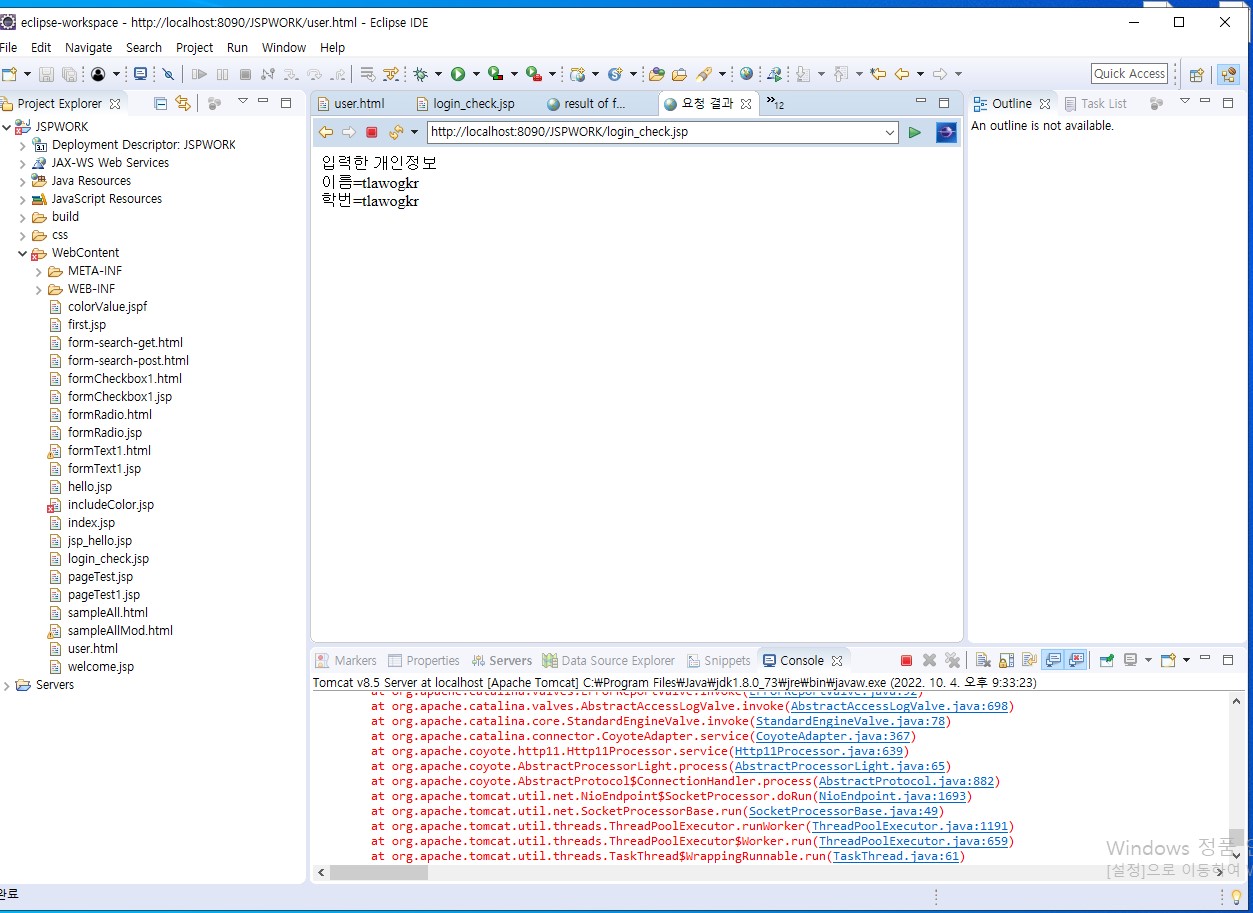 eclipse-workspace - http://localhost:8090/JSPWORK/user.html - Eclipse IDE
File Edit Navigate Search Project Run Window Help
Quick Access
Project Explorer
JSPWORK
Deployment Descriptor: JSPWORK
JAX-WS Web Services
Java Resources
JavaScript Resources
build
css
WebContent
META-INF
WEB-INF
colorValue.jspf
first.jsp
form-search-get.html
form-search-post.html
formCheckbox1.html
formCheckbox1.jsp
formRadio.html
formRadio.jsp
formText1.html
formText1.jsp
hello.jsp
includeColor.jsp
index.jsp
jsp_hello.jsp
login_check.jsp
pageTest.jsp
pageTest1.jsp
sampleAll.html
sampleAllMod.html
user.html
welcome.jsp
Servers
user.html login_check.jsp result of f... 요청 결과 »12
http://localhost:8090/JSPWORK/login_check.jsp
입력한 개인정보
이름=tlawogkr
학번=tlawogkr
Outline Task List
An outline is not available.
Markers Properties Servers Data Source Explorer Snippets Console
Tomcat v8.5 Server at localhost [Apache Tomcat] C:₩Program Files₩Java₩jdk1.8.0_73₩jre₩bin₩javaw.exe (2022. 10. 4. 오후 9:33:23)
at org.apache.catalina.valves.ErrorReportValve.invoke(ErrorReportValve.java:92)
at org.apache.catalina.valves.AbstractAccessLogValve.invoke(AbstractAccessLogValve.java:698)
at org.apache.catalina.core.StandardEngineValve.invoke(StandardEngineValve.java:78)
at org.apache.catalina.connector.CoyoteAdapter.service(CoyoteAdapter.java:367)
at org.apache.coyote.http11.Http11Processor.service(Http11Processor.java:639)
at org.apache.coyote.AbstractProcessorLight.process(AbstractProcessorLight.java:65)
at org.apache.coyote.AbstractProtocol$ConnectionHandler.process(AbstractProtocol.java:882)
at org.apache.tomcat.util.net.NioEndpoint$SocketProcessor.doRun(NioEndpoint.java:1693)
at org.apache.tomcat.util.net.SocketProcessorBase.run(SocketProcessorBase.java:49)
at org.apache.tomcat.util.threads.ThreadPoolExecutor.runWorker(ThreadPoolExecutor.java:1191)
at org.apache.tomcat.util.threads.ThreadPoolExecutor$Worker.run(ThreadPoolExecutor.java:659)
at org.apache.tomcat.util.threads.TaskThread$WrappingRunnable.run(TaskThread.java:61)
Windows 정품
[설정]으로 이동하여
완료